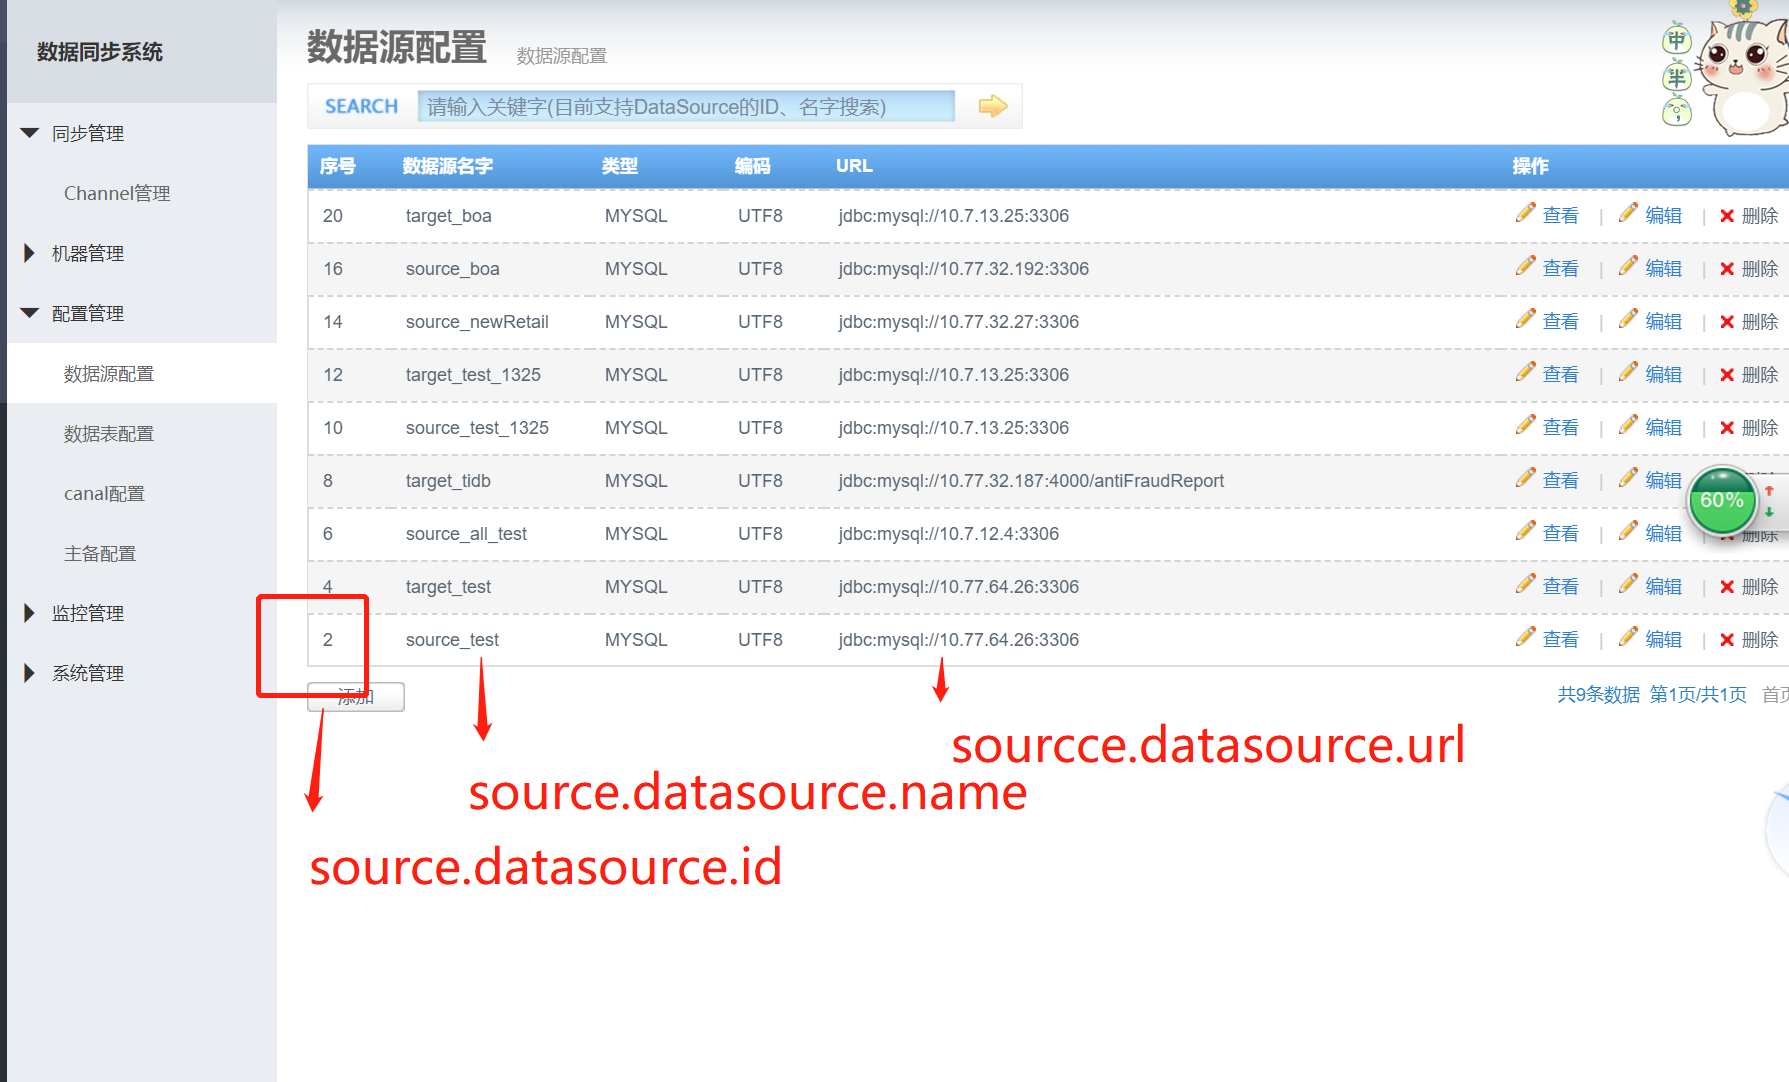 数据同步系统
同步管理
Channel管理
机器管理
配置管理
数据源配置
数据表配置
canal配置
主备配置
监控管理
系统管理
数据源配置 数据源配置
SEARCH 请输入关键字(目前支持DataSource的ID、名字搜索)
中
半
序号 数据源名字 类型 编码 URL 操作
20 target_boa MYSQL UTF8 jdbc:mysql://10.7.13.25:3306 查看 | 编辑 | 删除
16 source_boa MYSQL UTF8 jdbc:mysql://10.77.32.192:3306 查看 | 编辑 | 删除
14 source_newRetail MYSQL UTF8 jdbc:mysql://10.77.32.27:3306 查看 | 编辑 | 删除
12 target_test_1325 MYSQL UTF8 jdbc:mysql://10.7.13.25:3306 查看 | 编辑 | 删除
10 source_test_1325 MYSQL UTF8 jdbc:mysql://10.7.13.25:3306 查看 | 编辑 | 删除
8 target_tidb MYSQL UTF8 jdbc:mysql://10.77.32.187:4000/antiFraudReport 查看 | 编辑
60%
6 source_all_test MYSQL UTF8 jdbc:mysql://10.7.12.4:3306 查看 | 编辑 删除
4 target_test MYSQL UTF8 jdbc:mysql://10.77.64.26:3306 查看 | 编辑 | 删除
2 source_test MYSQL UTF8 jdbc:mysql://10.77.64.26:3306 查看 | 编辑 | 删除
添加
共9条数据 第1页/共1页 首页
sourcce.datasource.url
source.datasource.name
source.datasource.id